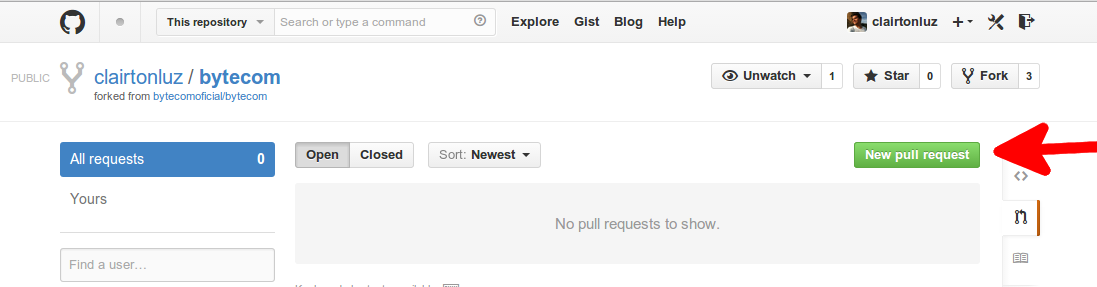 This repository Search or type a command Explore Gist Blog Help clairtonluz
PUBLIC clairtonluz / bytecom Unwatch 1 Star 0 Fork 3
forked from bytecomoficial/bytecom
All requests 0 Open Closed Sort: Newest New pull request
Yours
No pull requests to show.
Find a user…